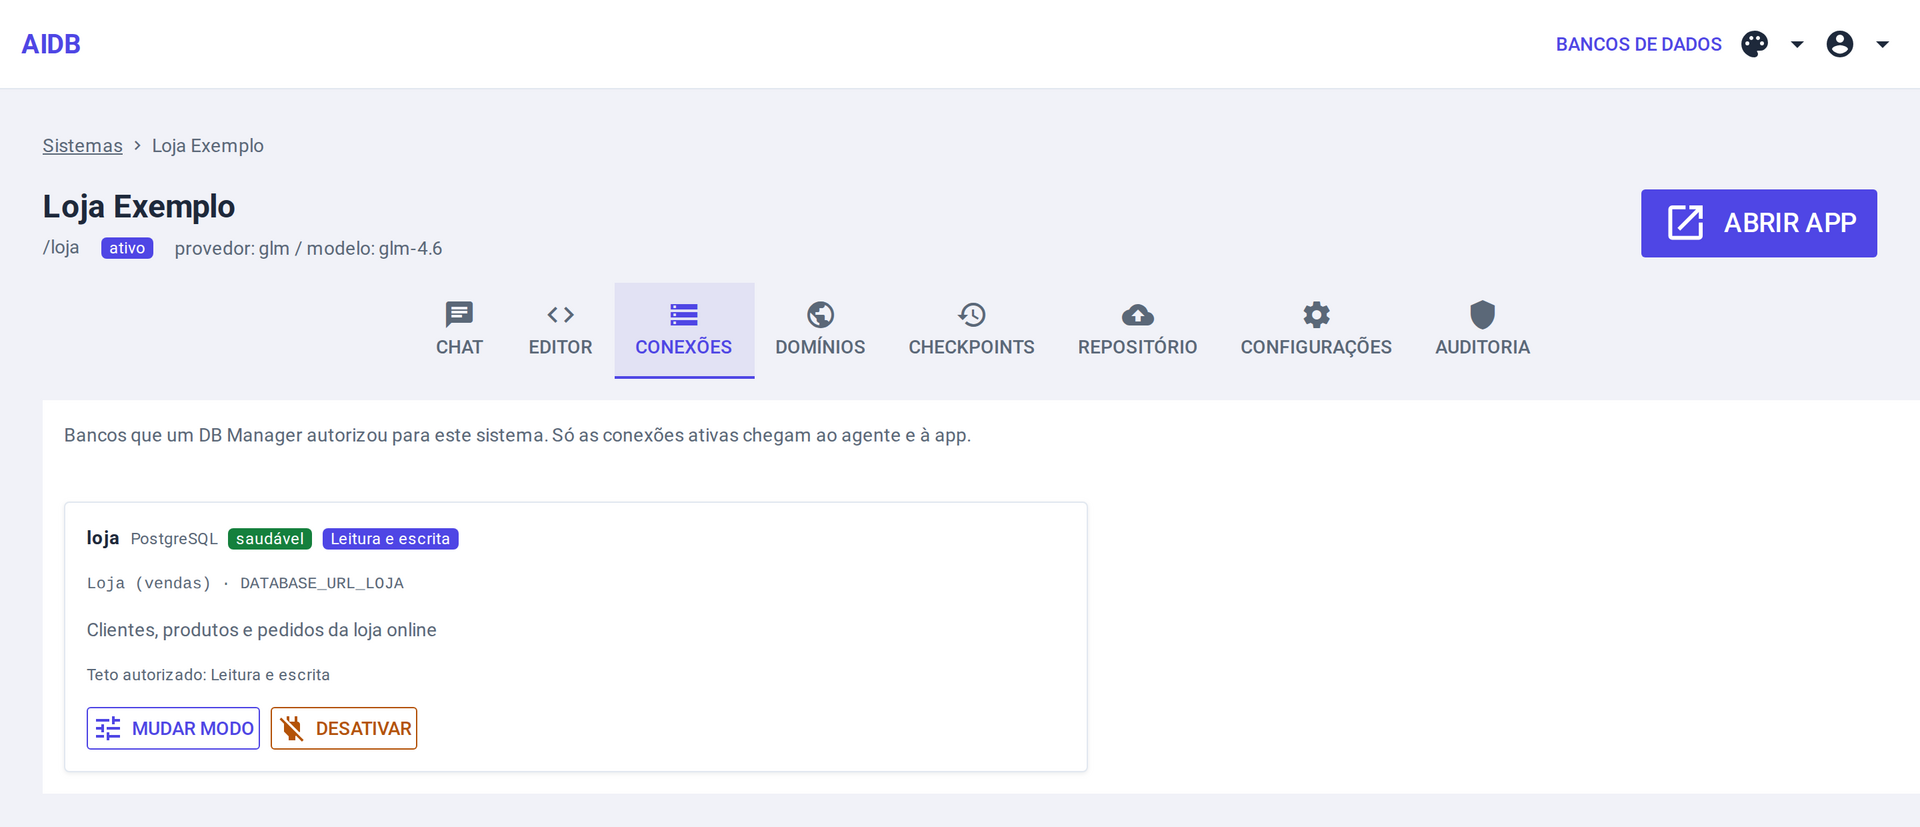 AIDB
BANCOS DE DADOS
Sistemas > Loja Exemplo
Loja Exemplo
/loja ativo provedor: glm / modelo: glm-4.6
ABRIR APP
CHAT EDITOR CONEXÕES DOMÍNIOS CHECKPOINTS REPOSITÓRIO CONFIGURAÇÕES AUDITORIA
Bancos que um DB Manager autorizou para este sistema. Só as conexões ativas chegam ao agente e à app.
loja PostgreSQL saudável Leitura e escrita
Loja (vendas) · DATABASE_URL_LOJA
Clientes, produtos e pedidos da loja online
Teto autorizado: Leitura e escrita
MUDAR MODO DESATIVAR